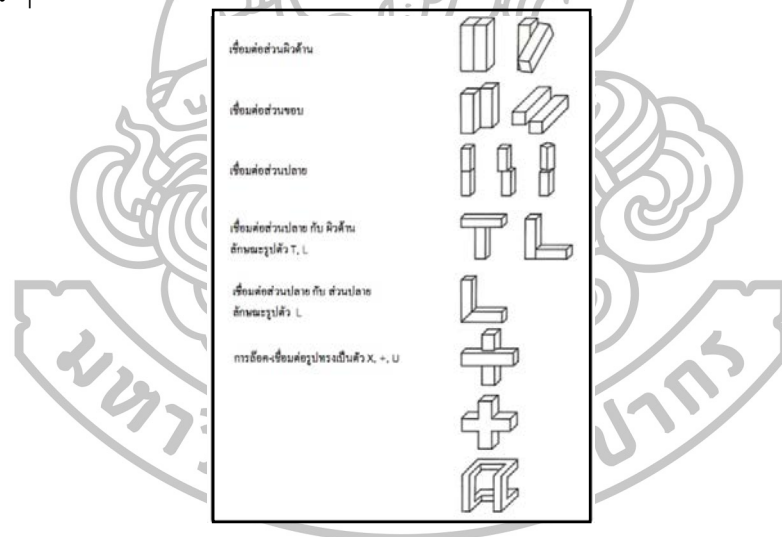 เชื่อมต่อส่วนผิวด้าน
เชื่อมต่อส่วนขอบ
เชื่อมต่อส่วนปลาย
เชื่อมต่อส่วนปลาย กับ ผิวด้าน
ลักษณะรูปตัว T, L
เชื่อมต่อส่วนปลาย กับ ส่วนปลาย
ลักษณะรูปตัว L
การล๊อค-เชื่อมต่อรูปทรงเป็นตัว X, +, U